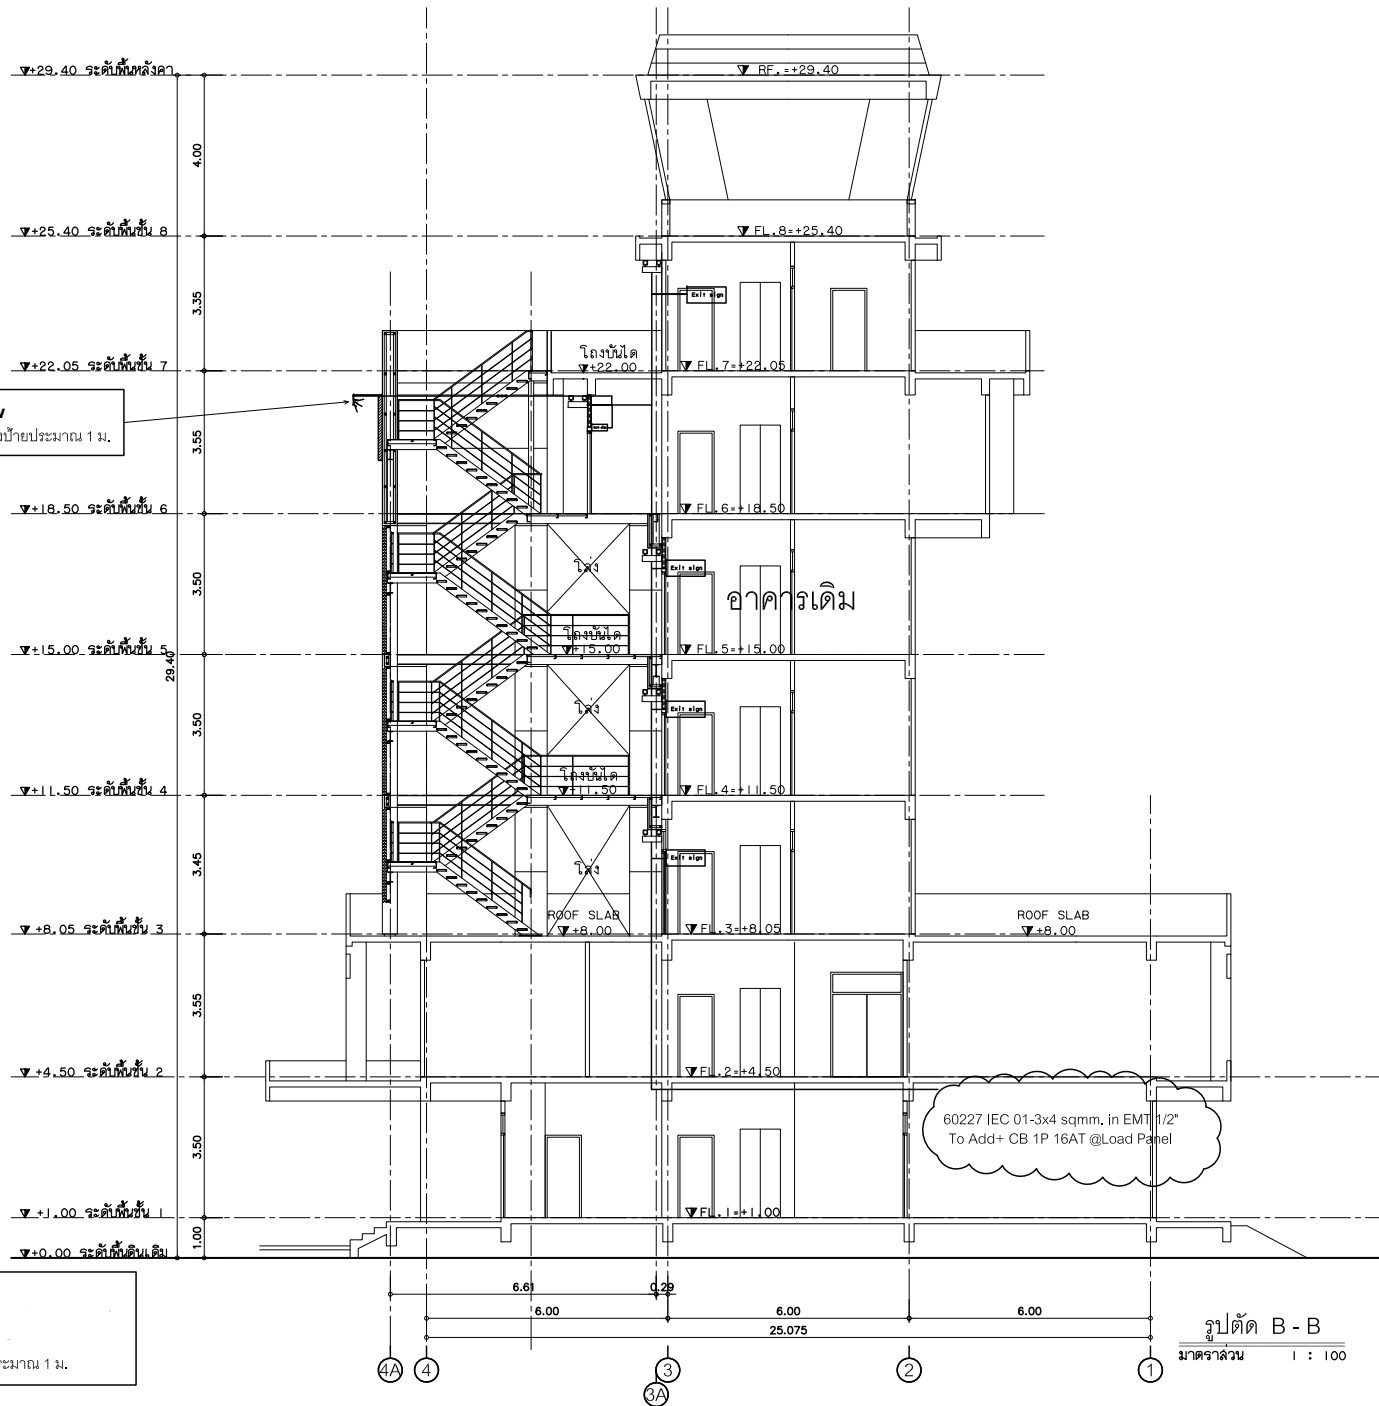 +29.40 ระดับพื้นหลังคา
RF.=+29.40
4.00
+25.40 ระดับพื้นชั้น 8
FL.8=+25.40
3.35
Exit sign
โถงบันได
+22.00
+22.05 ระดับพื้นชั้น 7
FL.7=+22.05
งป้ายประมาณ 1 ม.
3.55
+18.50 ระดับพื้นชั้น 6
FL.6=+18.50
3.50
โล่ง
Exit sign
อาคารเดิม
โถงบันได
+15.00
+15.00 ระดับพื้นชั้น 5
FL.5=+15.00
29.40
3.50
โล่ง
Exit sign
โถงบันได
+11.50
+11.50 ระดับพื้นชั้น 4
FL.4=+11.50
3.45
โล่ง
Exit sign
ROOF SLAB
+8.00
ROOF SLAB
+8.00
+8.05 ระดับพื้นชั้น 3
FL.3=+8.05
3.55
+4.50 ระดับพื้นชั้น 2
FL.2=+4.50
60227 IEC 01-3x4 sqmm. in EMT 1/2"
To Add+ CB 1P 16AT @Load Panel
3.50
+1.00 ระดับพื้นชั้น 1
FL.1=+1.00
1.00
+0.00 ระดับพื้นดินเดิม
6.61
0.29
6.00
6.00
6.00
25.075
ระมาณ 1 ม.
4A
4
3
3A
2
1
รูปตัด B - B
มาตราส่วน 1 : 100